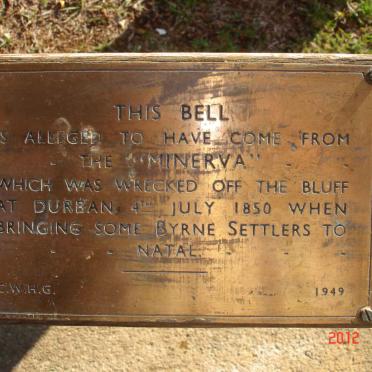 THIS BELL
S ALLEGED TO HAVE COME FROM
- THE "MINERVA" - -
WHICH WAS WRECKED OFF THE BLUFF
AT DURBAN 4TH JULY 1850 WHEN
BRINGING SOME BYRNE SETTLERS TO
- - NATAL. - -
C.W.H.G. 1949
2012